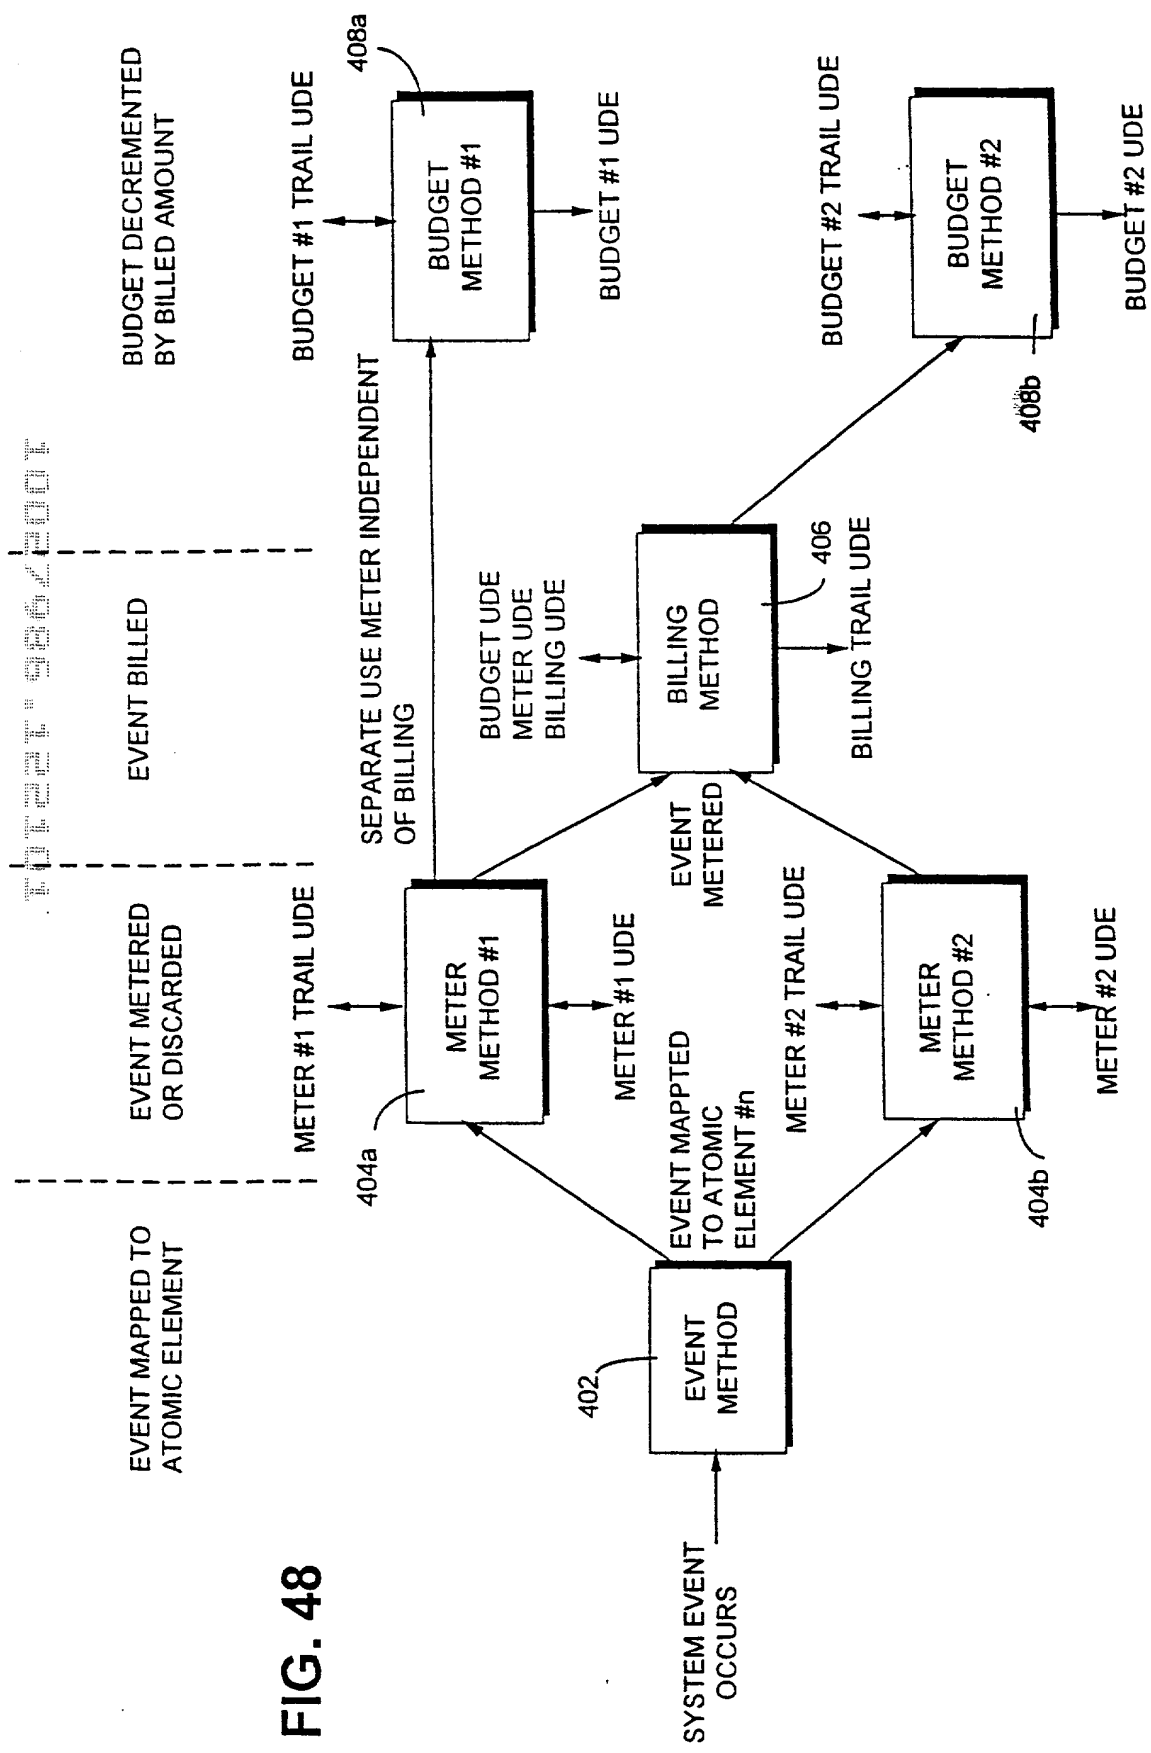 FIG. 48
EVENT MAPPED TO
ATOMIC ELEMENT
EVENT METERED
OR DISCARDED
EVENT BILLED
BUDGET DECREMENTED
BY BILLED AMOUNT
SYSTEM EVENT
OCCURS
402
EVENT
METHOD
EVENT MAPPTED
TO ATOMIC
ELEMENT #n
METER #1 TRAIL UDE
404a
METER
METHOD #1
METER #1 UDE
METER #2 TRAIL UDE
METER
METHOD #2
404b
METER #2 UDE
SEPARATE USE METER INDEPENDENT
OF BILLING
EVENT
METERED
BUDGET UDE
METER UDE
BILLING UDE
BILLING
METHOD
406
BILLING TRAIL UDE
BUDGET #1 TRAIL UDE
408a
BUDGET
METHOD #1
BUDGET #1 UDE
BUDGET #2 TRAIL UDE
BUDGET
METHOD #2
408b
BUDGET #2 UDE